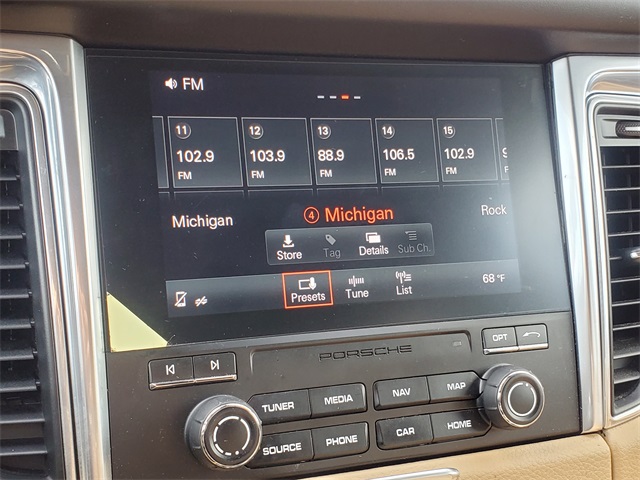 FM
11 12 13 14 15
102.9 103.9 88.9 106.5 102.9
FM FM FM FM FM
Michigan 4 Michigan Rock
Store Tag Details Sub Ch.
Presets Tune List 68 °F
PORSCHE
OPT
TUNER MEDIA NAV MAP
SOURCE PHONE CAR HOME